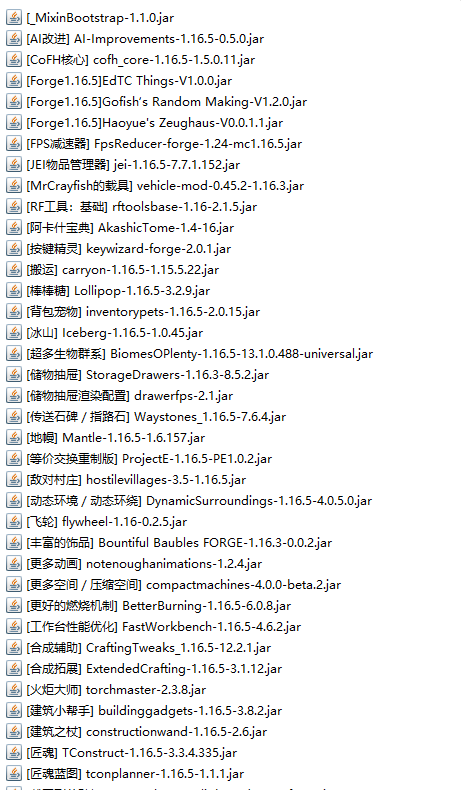 [_MixinBootstrap-1.1.0.jar
[AI改进] AI-Improvements-1.16.5-0.5.0.jar
[CoFH核心] cofh_core-1.16.5-1.5.0.11.jar
[Forge1.16.5]EdTC Things-V1.0.0.jar
[Forge1.16.5]Gofish’s Random Making-V1.2.0.jar
[Forge1.16.5]Haoyue's Zeughaus-V0.0.1.1.jar
[FPS减速器] FpsReducer-forge-1.24-mc1.16.5.jar
[JEI物品管理器] jei-1.16.5-7.7.1.152.jar
[MrCrayfish的载具] vehicle-mod-0.45.2-1.16.3.jar
[RF工具：基础] rftoolsbase-1.16-2.1.5.jar
[阿卡什宝典] AkashicTome-1.4-16.jar
[按键精灵] keywizard-forge-2.0.1.jar
[搬运] carryon-1.16.5-1.15.5.22.jar
[棒棒糖] Lollipop-1.16.5-3.2.9.jar
[背包宠物] inventorypets-1.16.5-2.0.15.jar
[冰山] Iceberg-1.16.5-1.0.45.jar
[超多生物群系] BiomesOPlenty-1.16.5-13.1.0.488-universal.jar
[储物抽屉] StorageDrawers-1.16.3-8.5.2.jar
[储物抽屉渲染配置] drawerfps-2.1.jar
[传送石碑 / 指路石] Waystones_1.16.5-7.6.4.jar
[地幔] Mantle-1.16.5-1.6.157.jar
[等价交换重制版] ProjectE-1.16.5-PE1.0.2.jar
[敌对村庄] hostilevillages-3.5-1.16.5.jar
[动态环境 / 动态环绕] DynamicSurroundings-1.16.5-4.0.5.0.jar
[飞轮] flywheel-1.16-0.2.5.jar
[丰富的饰品] Bountiful Baubles FORGE-1.16.3-0.0.2.jar
[更多动画] notenoughanimations-1.2.4.jar
[更多空间 / 压缩空间] compactmachines-4.0.0-beta.2.jar
[更好的燃烧机制] BetterBurning-1.16.5-6.0.8.jar
[工作台性能优化] FastWorkbench-1.16.5-4.6.2.jar
[合成辅助] CraftingTweaks_1.16.5-12.2.1.jar
[合成拓展] ExtendedCrafting-1.16.5-3.1.12.jar
[火炬大师] torchmaster-2.3.8.jar
[建筑小帮手] buildinggadgets-1.16.5-3.8.2.jar
[建筑之杖] constructionwand-1.16.5-2.6.jar
[匠魂] TConstruct-1.16.5-3.3.4.335.jar
[匠魂蓝图] tconplanner-1.16.5-1.1.1.jar